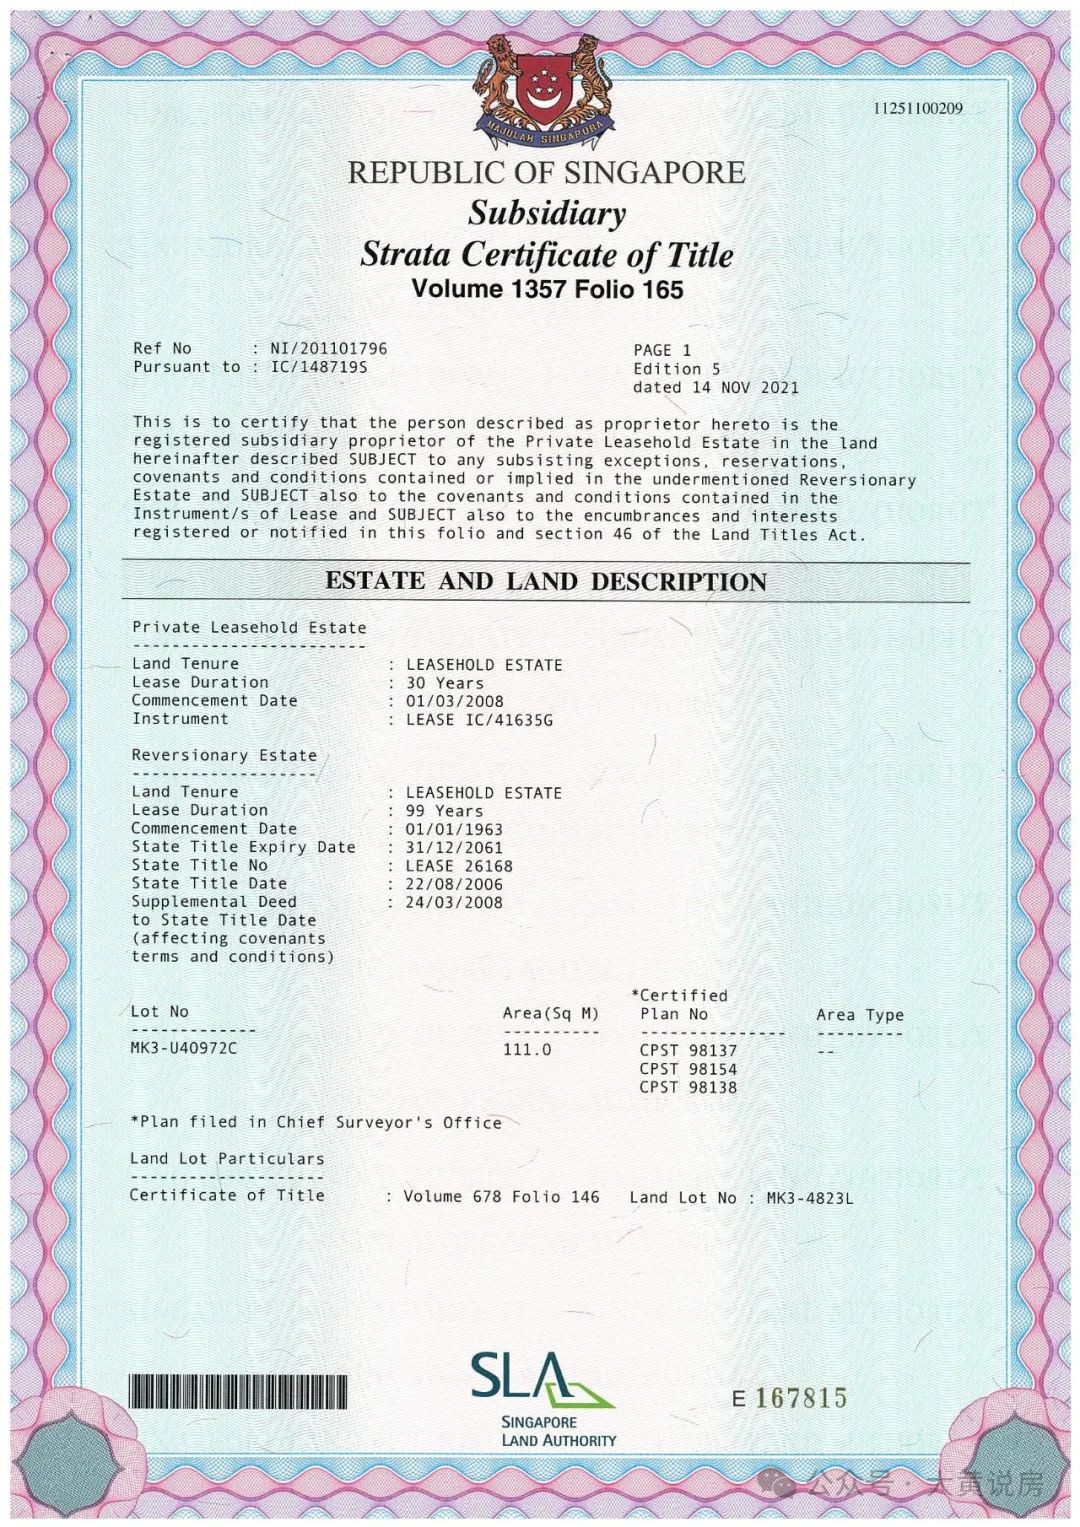 MAJULAH SINGAPURA
11251100209
REPUBLIC OF SINGAPORE
Subsidiary
Strata Certificate of Title
Volume 1357 Folio 165
Ref No : NI/201101796
Pursuant to : IC/148719S
PAGE 1
Edition 5
dated 14 NOV 2021
This is to certify that the person described as proprietor hereto is the
registered subsidiary proprietor of the Private Leasehold Estate in the land
hereinafter described SUBJECT to any subsisting exceptions, reservations,
covenants and conditions contained or implied in the undermentioned Reversionary
Estate and SUBJECT also to the covenants and conditions contained in the
Instrument/s of Lease and SUBJECT also to the encumbrances and interests
registered or notified in this folio and section 46 of the Land Titles Act.
ESTATE AND LAND DESCRIPTION
Private Leasehold Estate
------------------------
Land Tenure : LEASEHOLD ESTATE
Lease Duration : 30 Years
Commencement Date : 01/03/2008
Instrument : LEASE IC/41635G
Reversionary Estate
-------------------
Land Tenure : LEASEHOLD ESTATE
Lease Duration : 99 Years
Commencement Date : 01/01/1963
State Title Expiry Date : 31/12/2061
State Title No : LEASE 26168
State Title Date : 22/08/2006
Supplemental Deed : 24/03/2008
to State Title Date
(affecting covenants
terms and conditions)
*Certified
Lot No Area(Sq M) Plan No Area Type
------------- ---------- --------------- ---------
MK3-U40972C 111.0 CPST 98137 --
CPST 98154
CPST 98138
*Plan filed in Chief Surveyor's Office
Land Lot Particulars
--------------------
Certificate of Title : Volume 678 Folio 146 Land Lot No : MK3-4823L
SLA
SINGAPORE
LAND AUTHORITY
E 167815
公众号 · 大黄说房